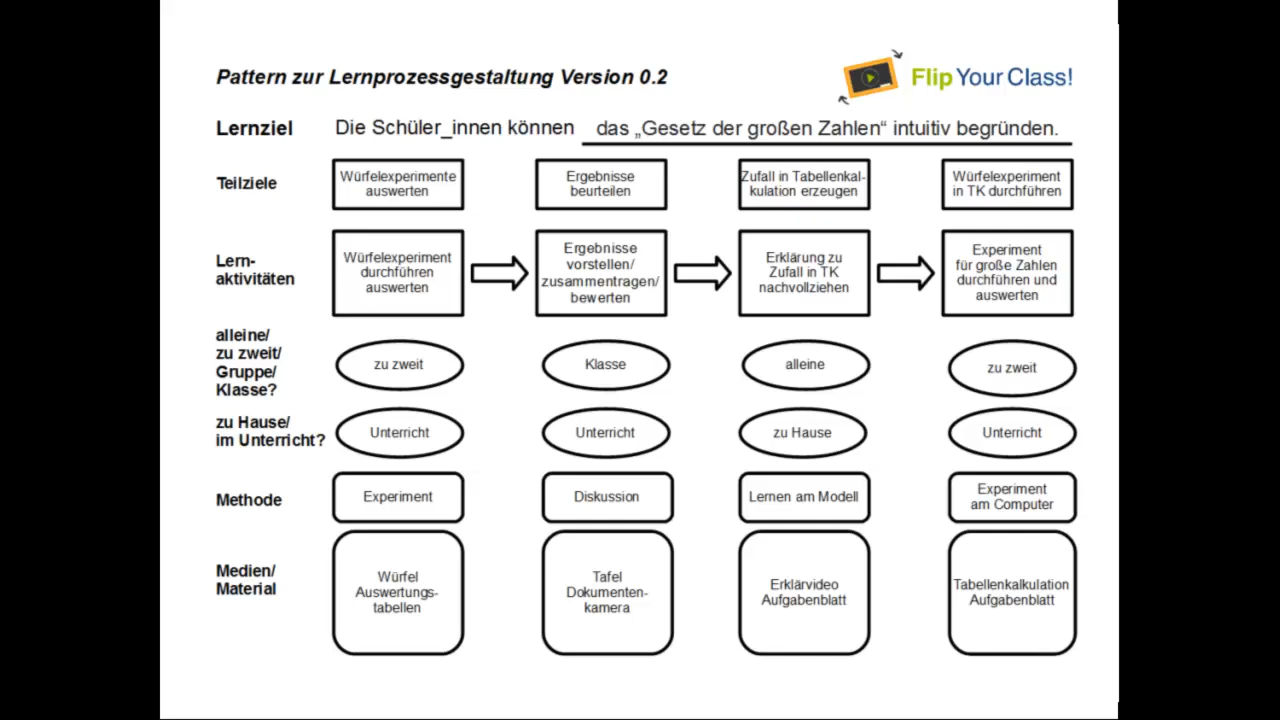 Pattern zur Lernprozessgestaltung Version 0.2
Flip Your Class!
Lernziel
Die Schüler_innen können das „Gesetz der großen Zahlen“ intuitiv begründen.
Teilziele
Würfelexperimente
auswerten
Ergebnisse
beurteilen
Zufall in Tabellenkal-
kulation erzeugen
Würfelexperiment
in TK durchführen
Lern-
aktivitäten
Würfelexperiment
durchführen
auswerten
Ergebnisse
vorstellen/
zusammentragen/
bewerten
Erklärung zu
Zufall in TK
nachvollziehen
Experiment
für große Zahlen
durchführen und
auswerten
alleine/
zu zweit/
Gruppe/
Klasse?
zu zweit
Klasse
alleine
zu zweit
zu Hause/
im Unterricht?
Unterricht
Unterricht
zu Hause
Unterricht
Methode
Experiment
Diskussion
Lernen am Modell
Experiment
am Computer
Medien/
Material
Würfel
Auswertungs-
tabellen
Tafel
Dokumenten-
kamera
Erklärvideo
Aufgabenblatt
Tabellenkalkulation
Aufgabenblatt